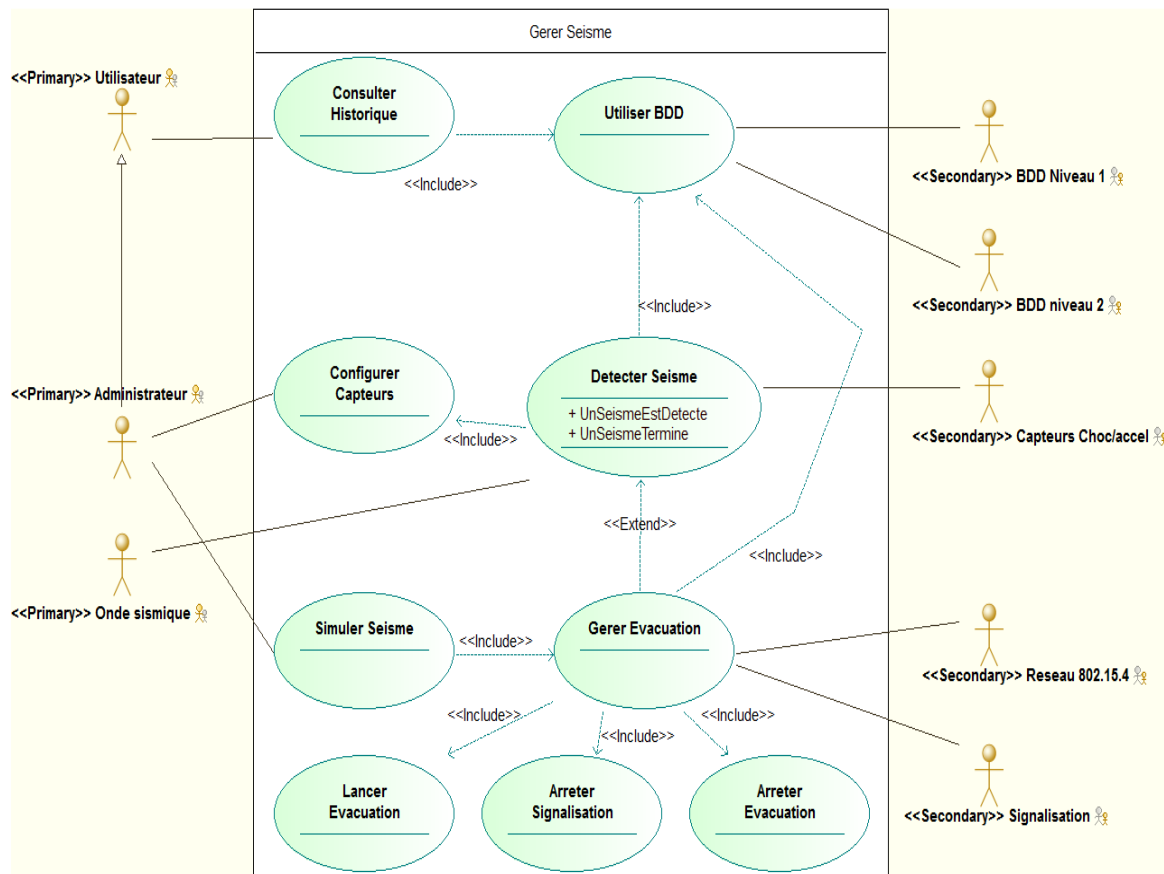 Gerer Seisme
<<Primary>> Utilisateur
Consulter
Historique
Utiliser BDD
<<Include>>
<<Secondary>> BDD Niveau 1
<<Secondary>> BDD niveau 2
<<Include>>
<<Primary>> Administrateur
Configurer
Capteurs
Detecter Seisme
+ UnSeismeEstDetecte
+ UnSeismeTermine
<<Include>>
<<Secondary>> Capteurs Choc/accel
<<Extend>>
<<Include>>
<<Primary>> Onde sismique
Simuler Seisme
<<Include>>
Gerer Evacuation
<<Secondary>> Reseau 802.15.4
<<Include>>
<<Include>>
<<Include>>
Lancer
Evacuation
Arreter
Signalisation
Arreter
Evacuation
<<Secondary>> Signalisation